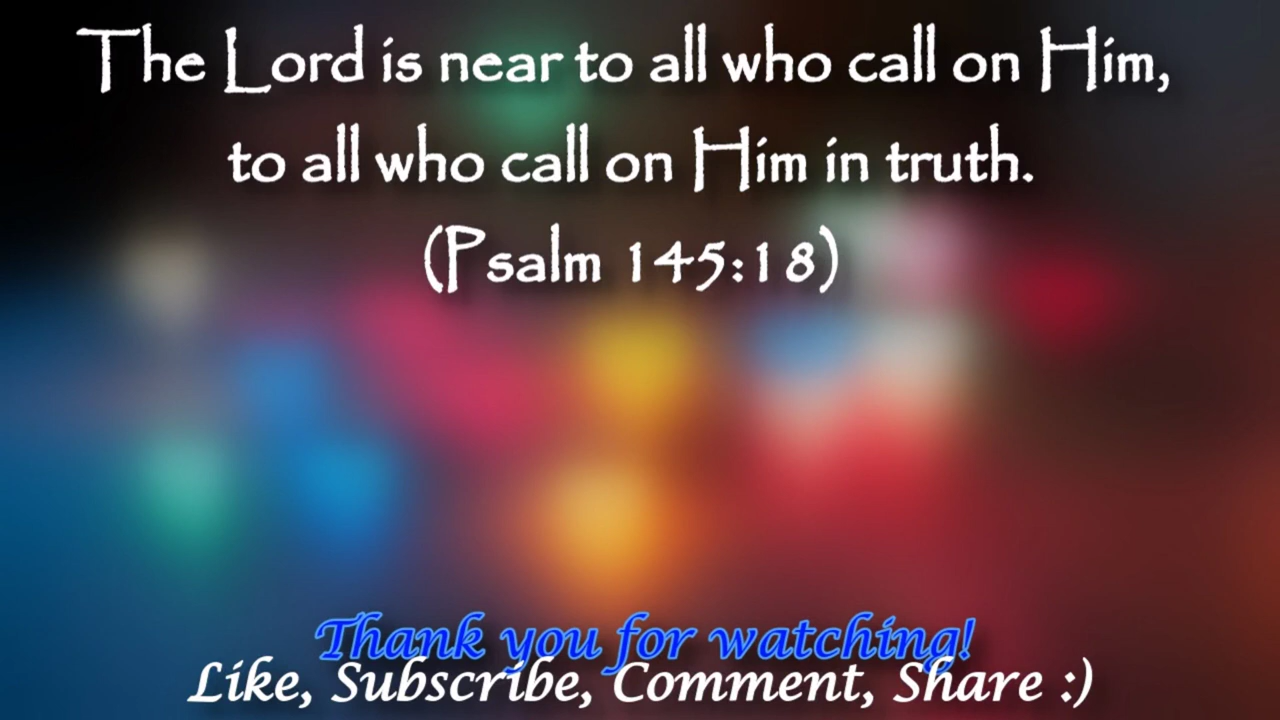 The Lord is near to all who call on Him,
to all who call on Him in truth.
(Psalm 145:18)
Thank you for watching!
Like, Subscribe, Comment, Share :)